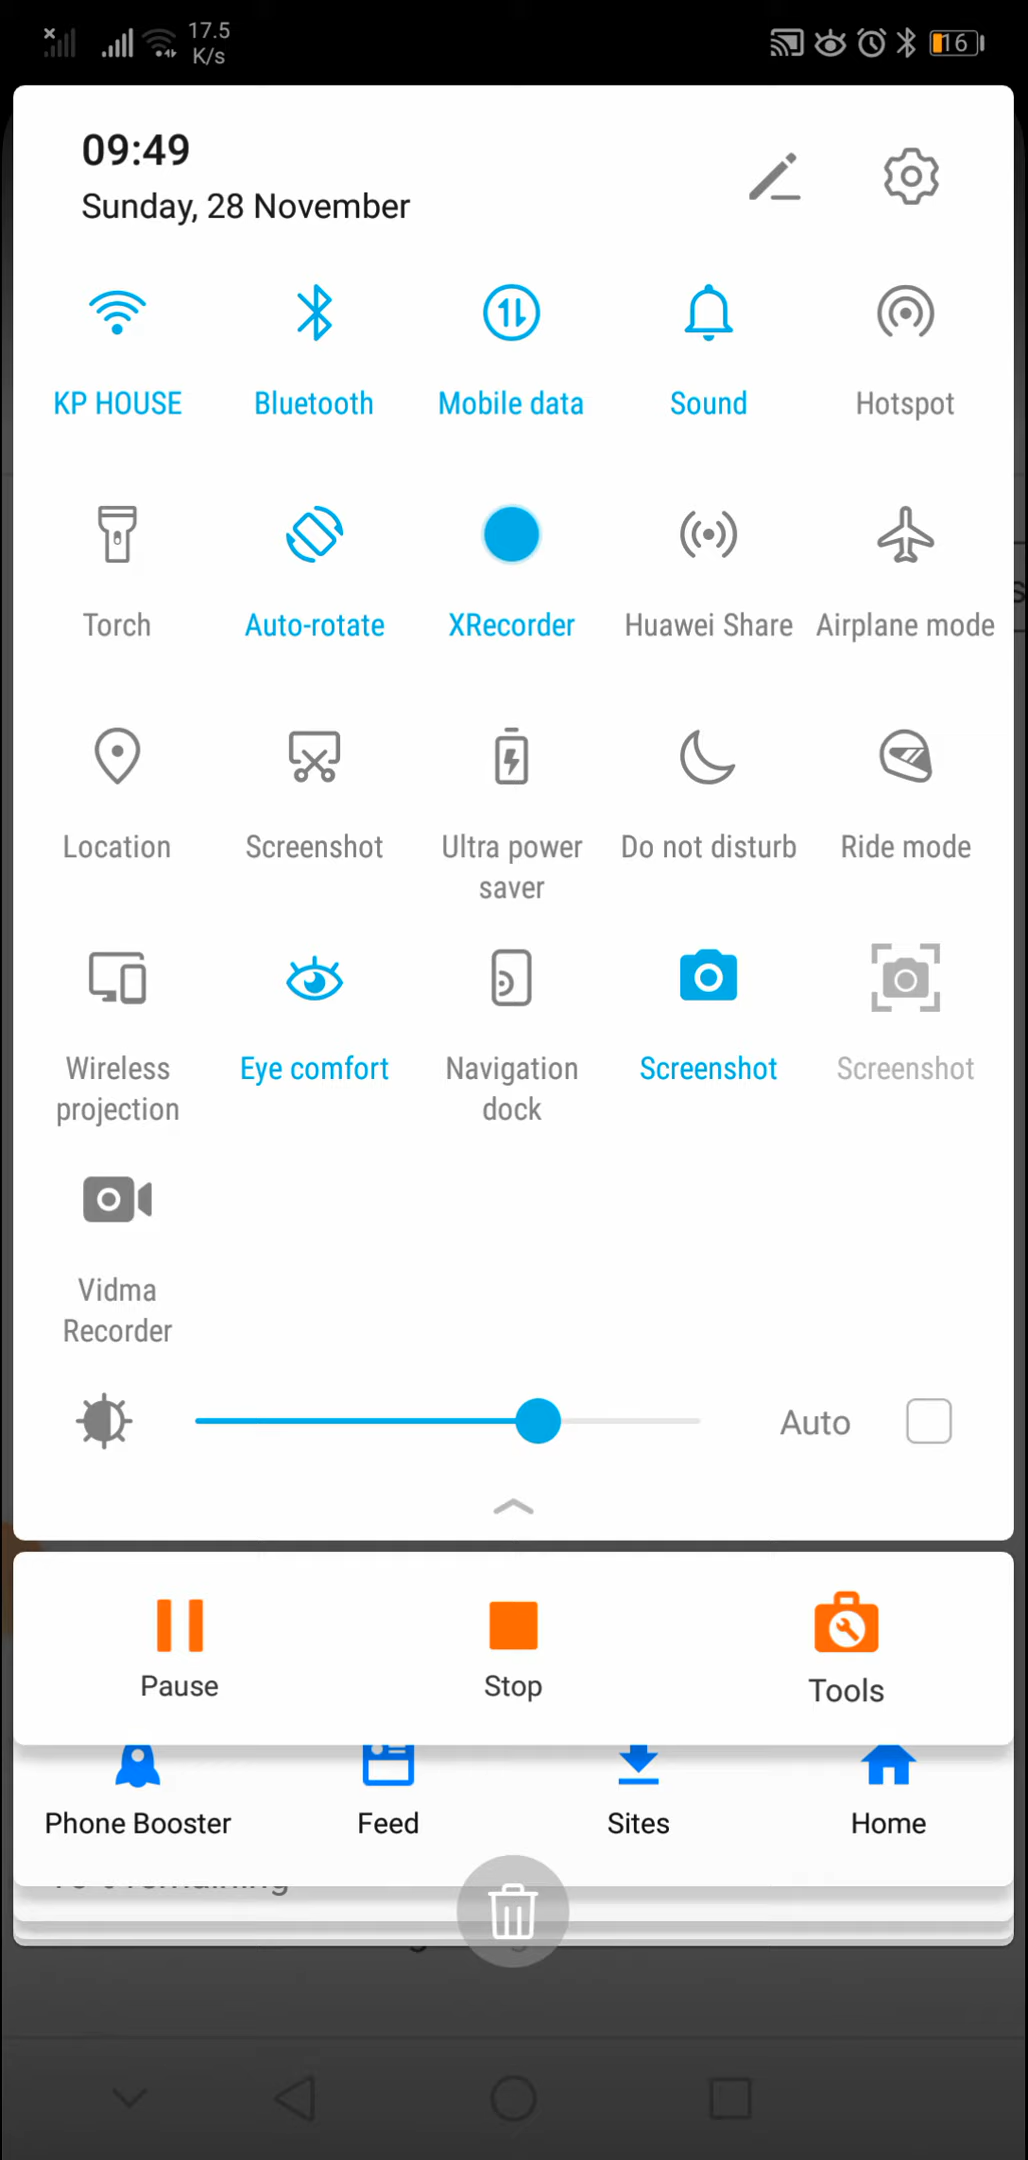 17.5
K/s
16
09:49
Sunday, 28 November
KP HOUSE
Bluetooth
Mobile data
Sound
Hotspot
Torch
Auto-rotate
XRecorder
Huawei Share
Airplane mode
Location
Screenshot
Ultra power
saver
Do not disturb
Ride mode
Wireless
projection
Eye comfort
Navigation
dock
Screenshot
Screenshot
Vidma
Recorder
Auto
Pause
Stop
Tools
Phone Booster
Feed
Sites
Home
remaining